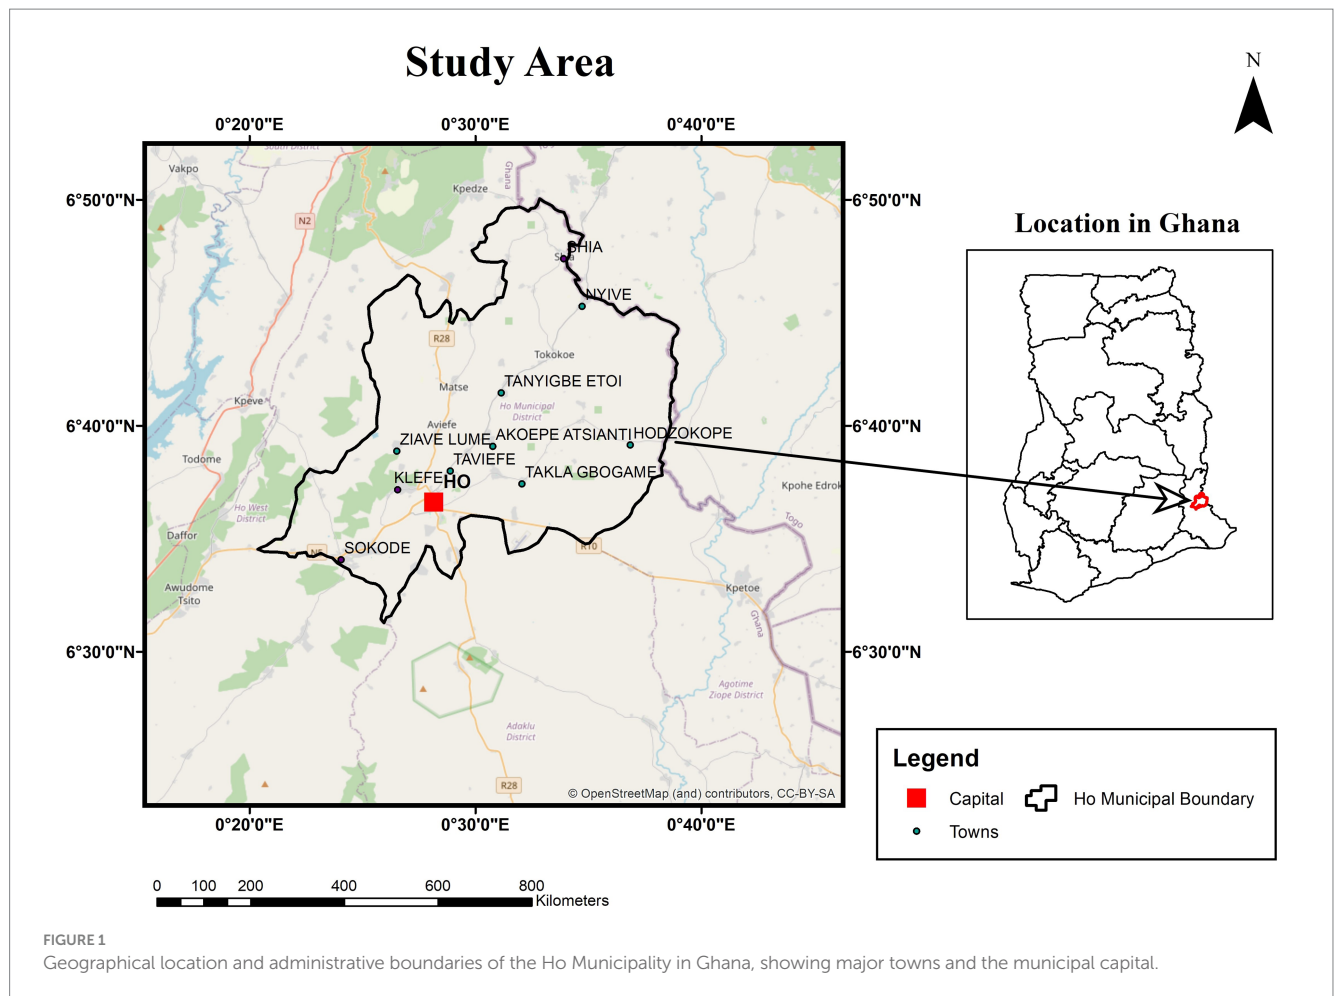 Study Area
N
0°20'0"E 0°30'0"E 0°40'0"E
South District
Vakpo
Ghana
Kpedze
6°50'0"N 6°50'0"N
N2
Location in Ghana
SHIA
NYIVE
R28
Tokokoe
TANYIGBE ETOI
Matse
Kpeve
Ho Municipal
District
6°40'0"N 6°40'0"N
Aviefe
ZIAVE LUME AKOEPE ATSIANTI HODZOKOPE
Todome
TAVIEFE
KLEFE HO TAKLA GBOGAME
Kpohe Edrok
Ho West
District
Togo
Daffor
SOKODE
R10
Awudome
Tsito
Kpetoe
Ghana
6°30'0"N 6°30'0"N
Agotime
Ziope District
Adaklu
District
R28
© OpenStreetMap (and) contributors, CC-BY-SA
0°20'0"E 0°30'0"E 0°40'0"E
Legend
Capital Ho Municipal Boundary
Towns
0 100 200 400 600 800
Kilometers
FIGURE 1
Geographical location and administrative boundaries of the Ho Municipality in Ghana, showing major towns and the municipal capital.